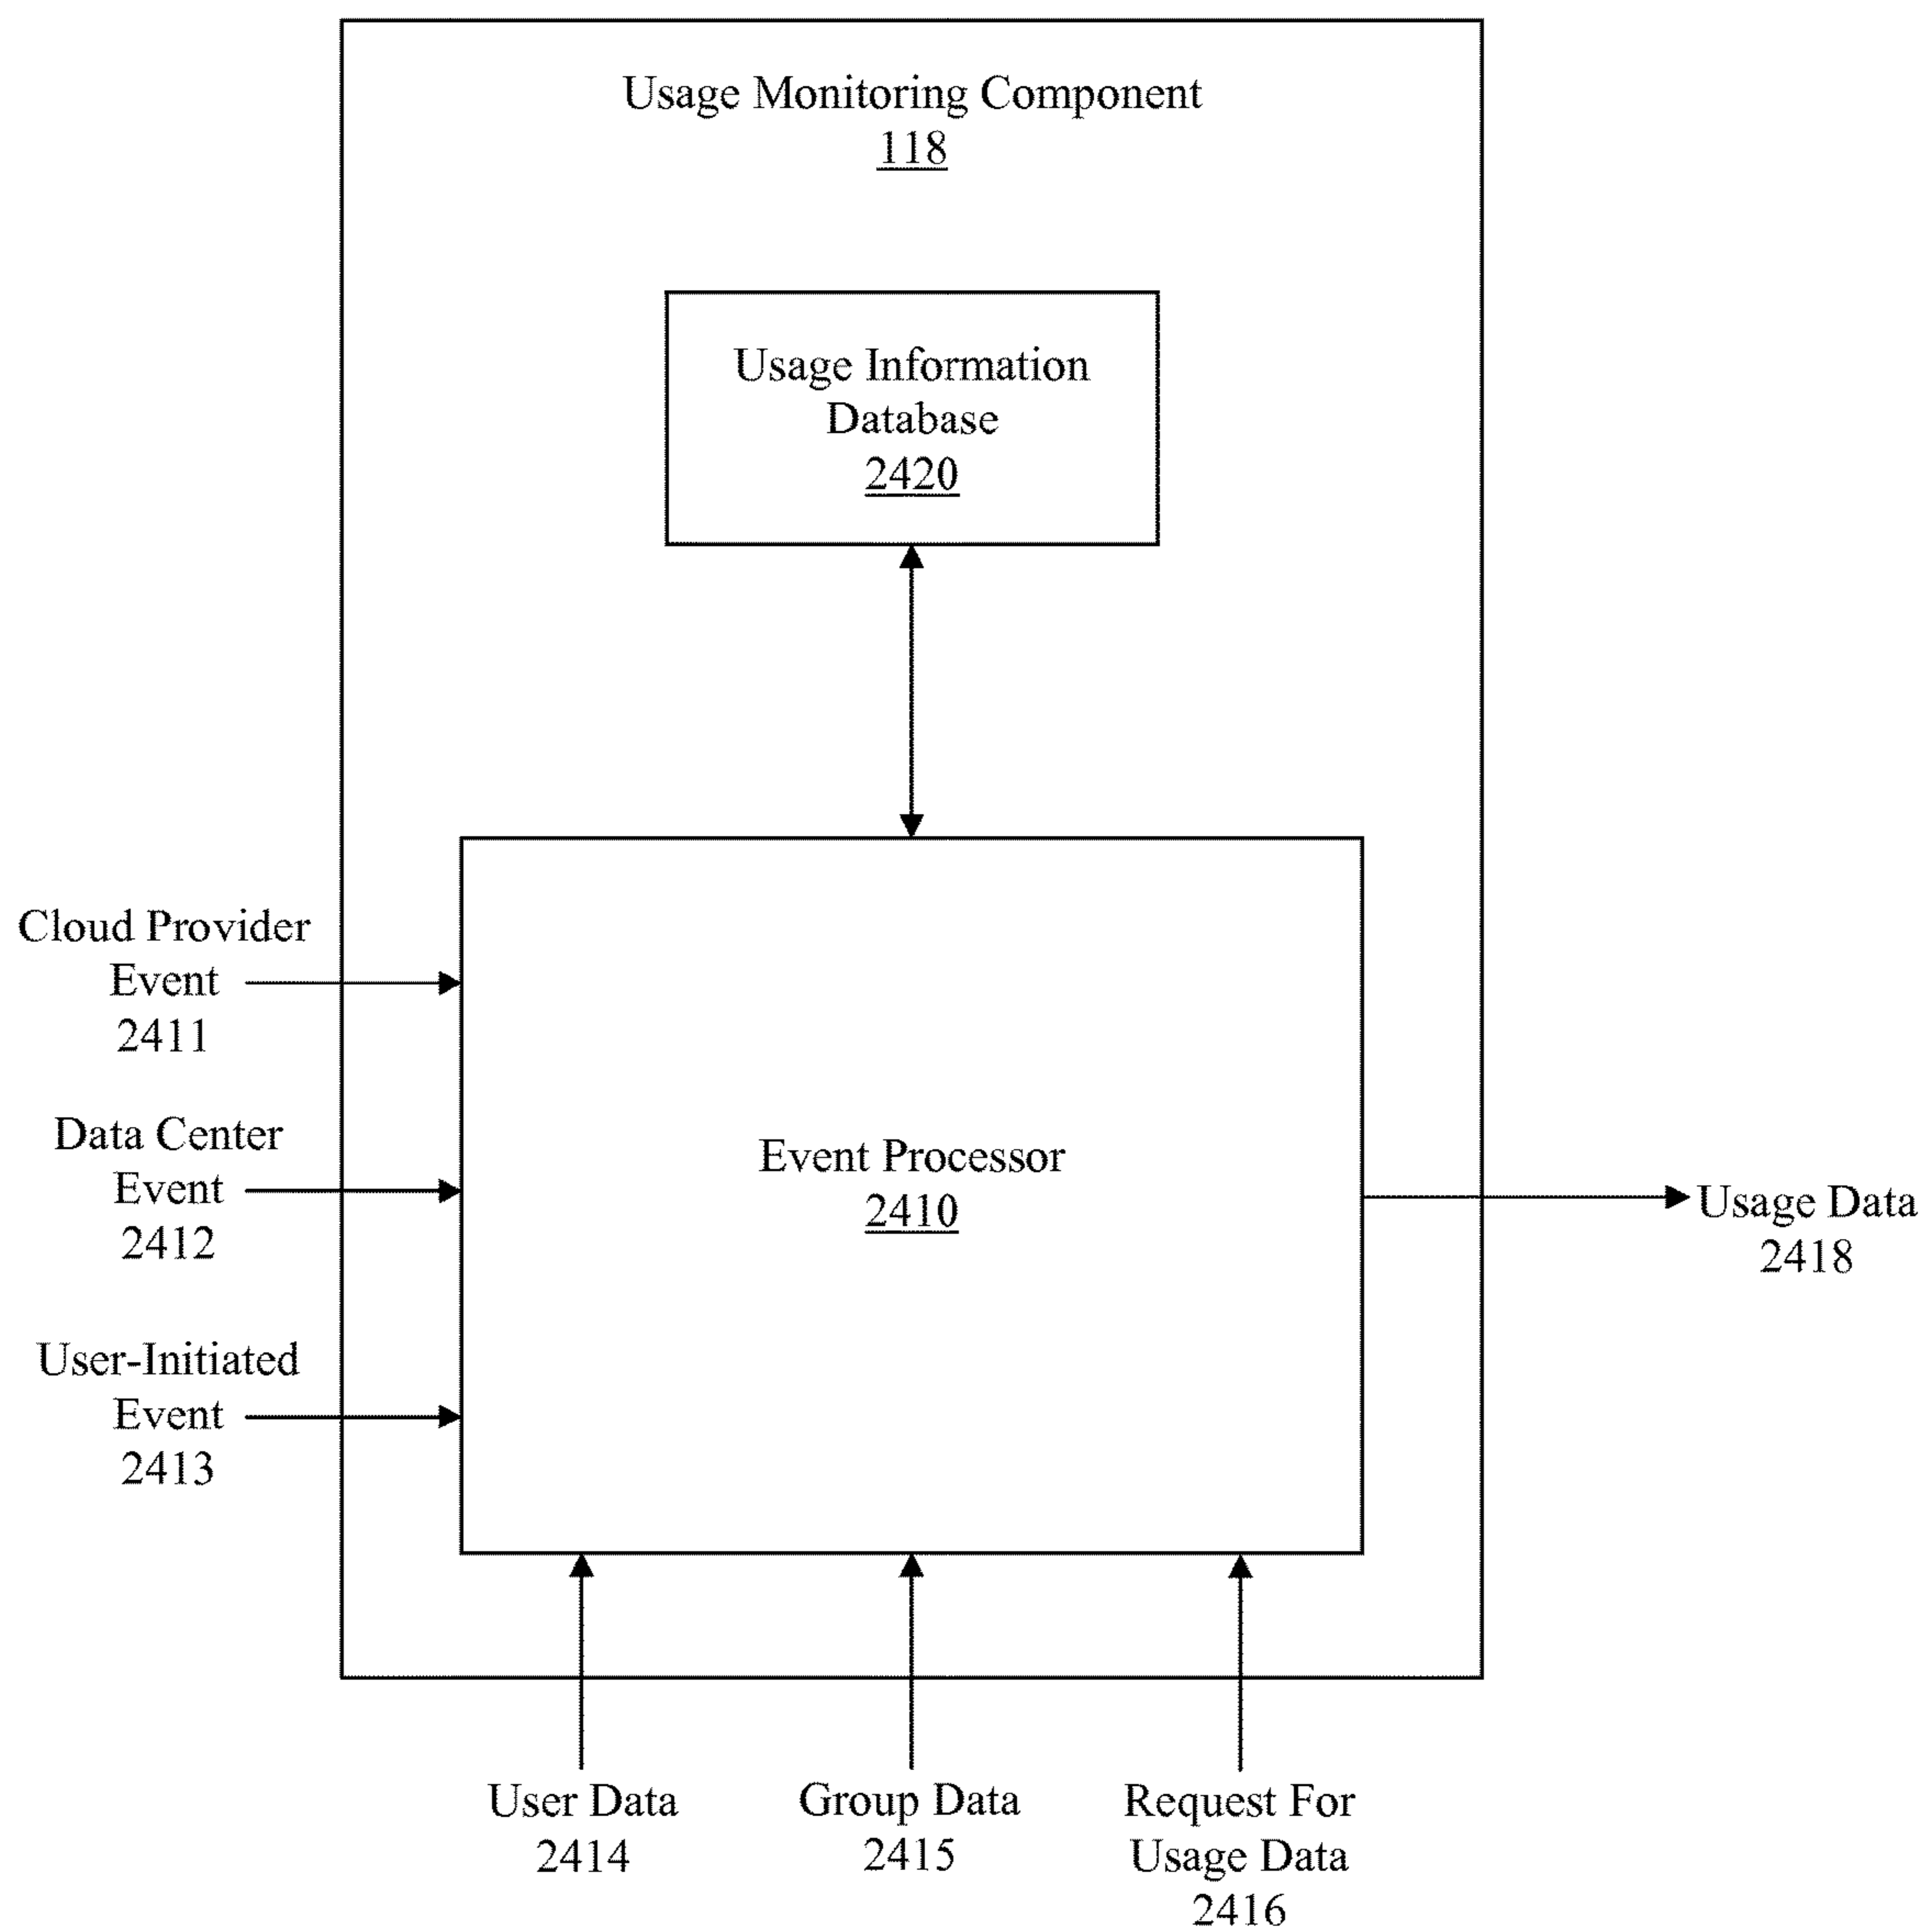 Usage Monitoring Component
118
Usage Information
Database
2420
Cloud Provider
Event
2411
Data Center
Event
2412
User-Initiated
Event
2413
Event Processor
2410
Usage Data
2418
User Data
2414
Group Data
2415
Request For
Usage Data
2416